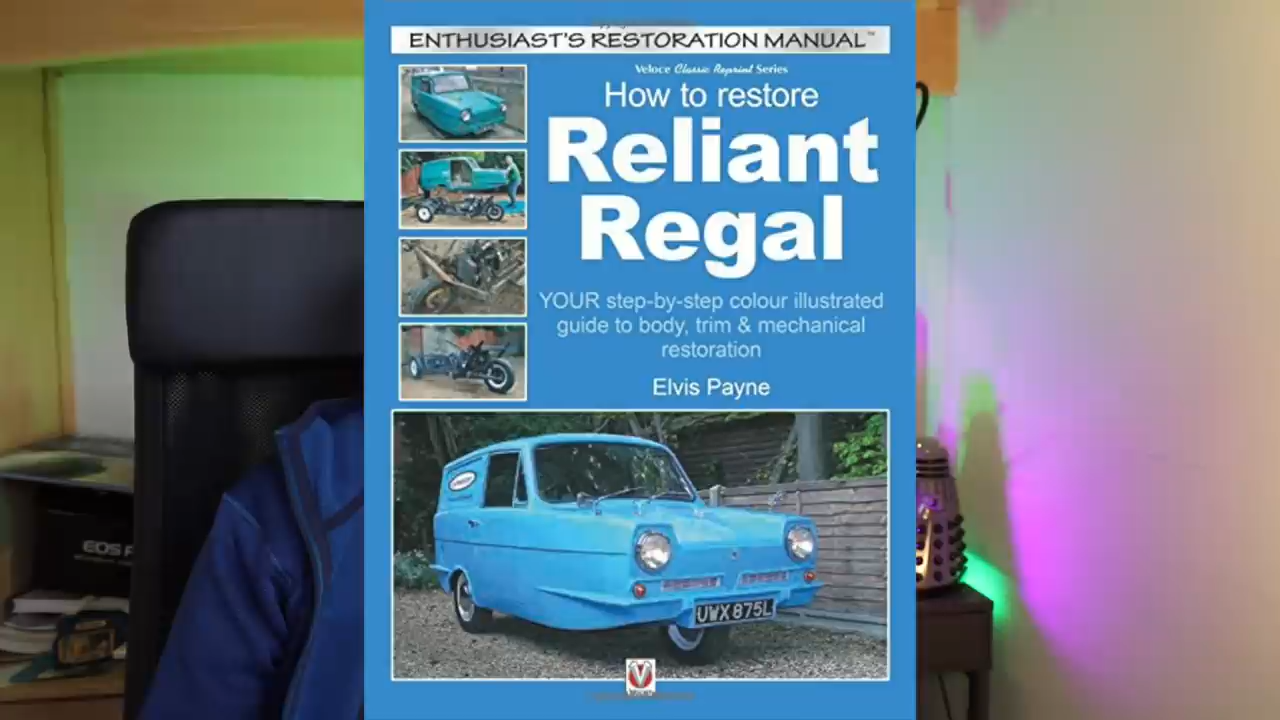 ENTHUSIAST'S RESTORATION MANUAL™
Veloce Classic Reprint Series
How to restore
Reliant
Regal
YOUR step-by-step colour illustrated
guide to body, trim & mechanical
restoration
Elvis Payne
UWX 875L
EOS